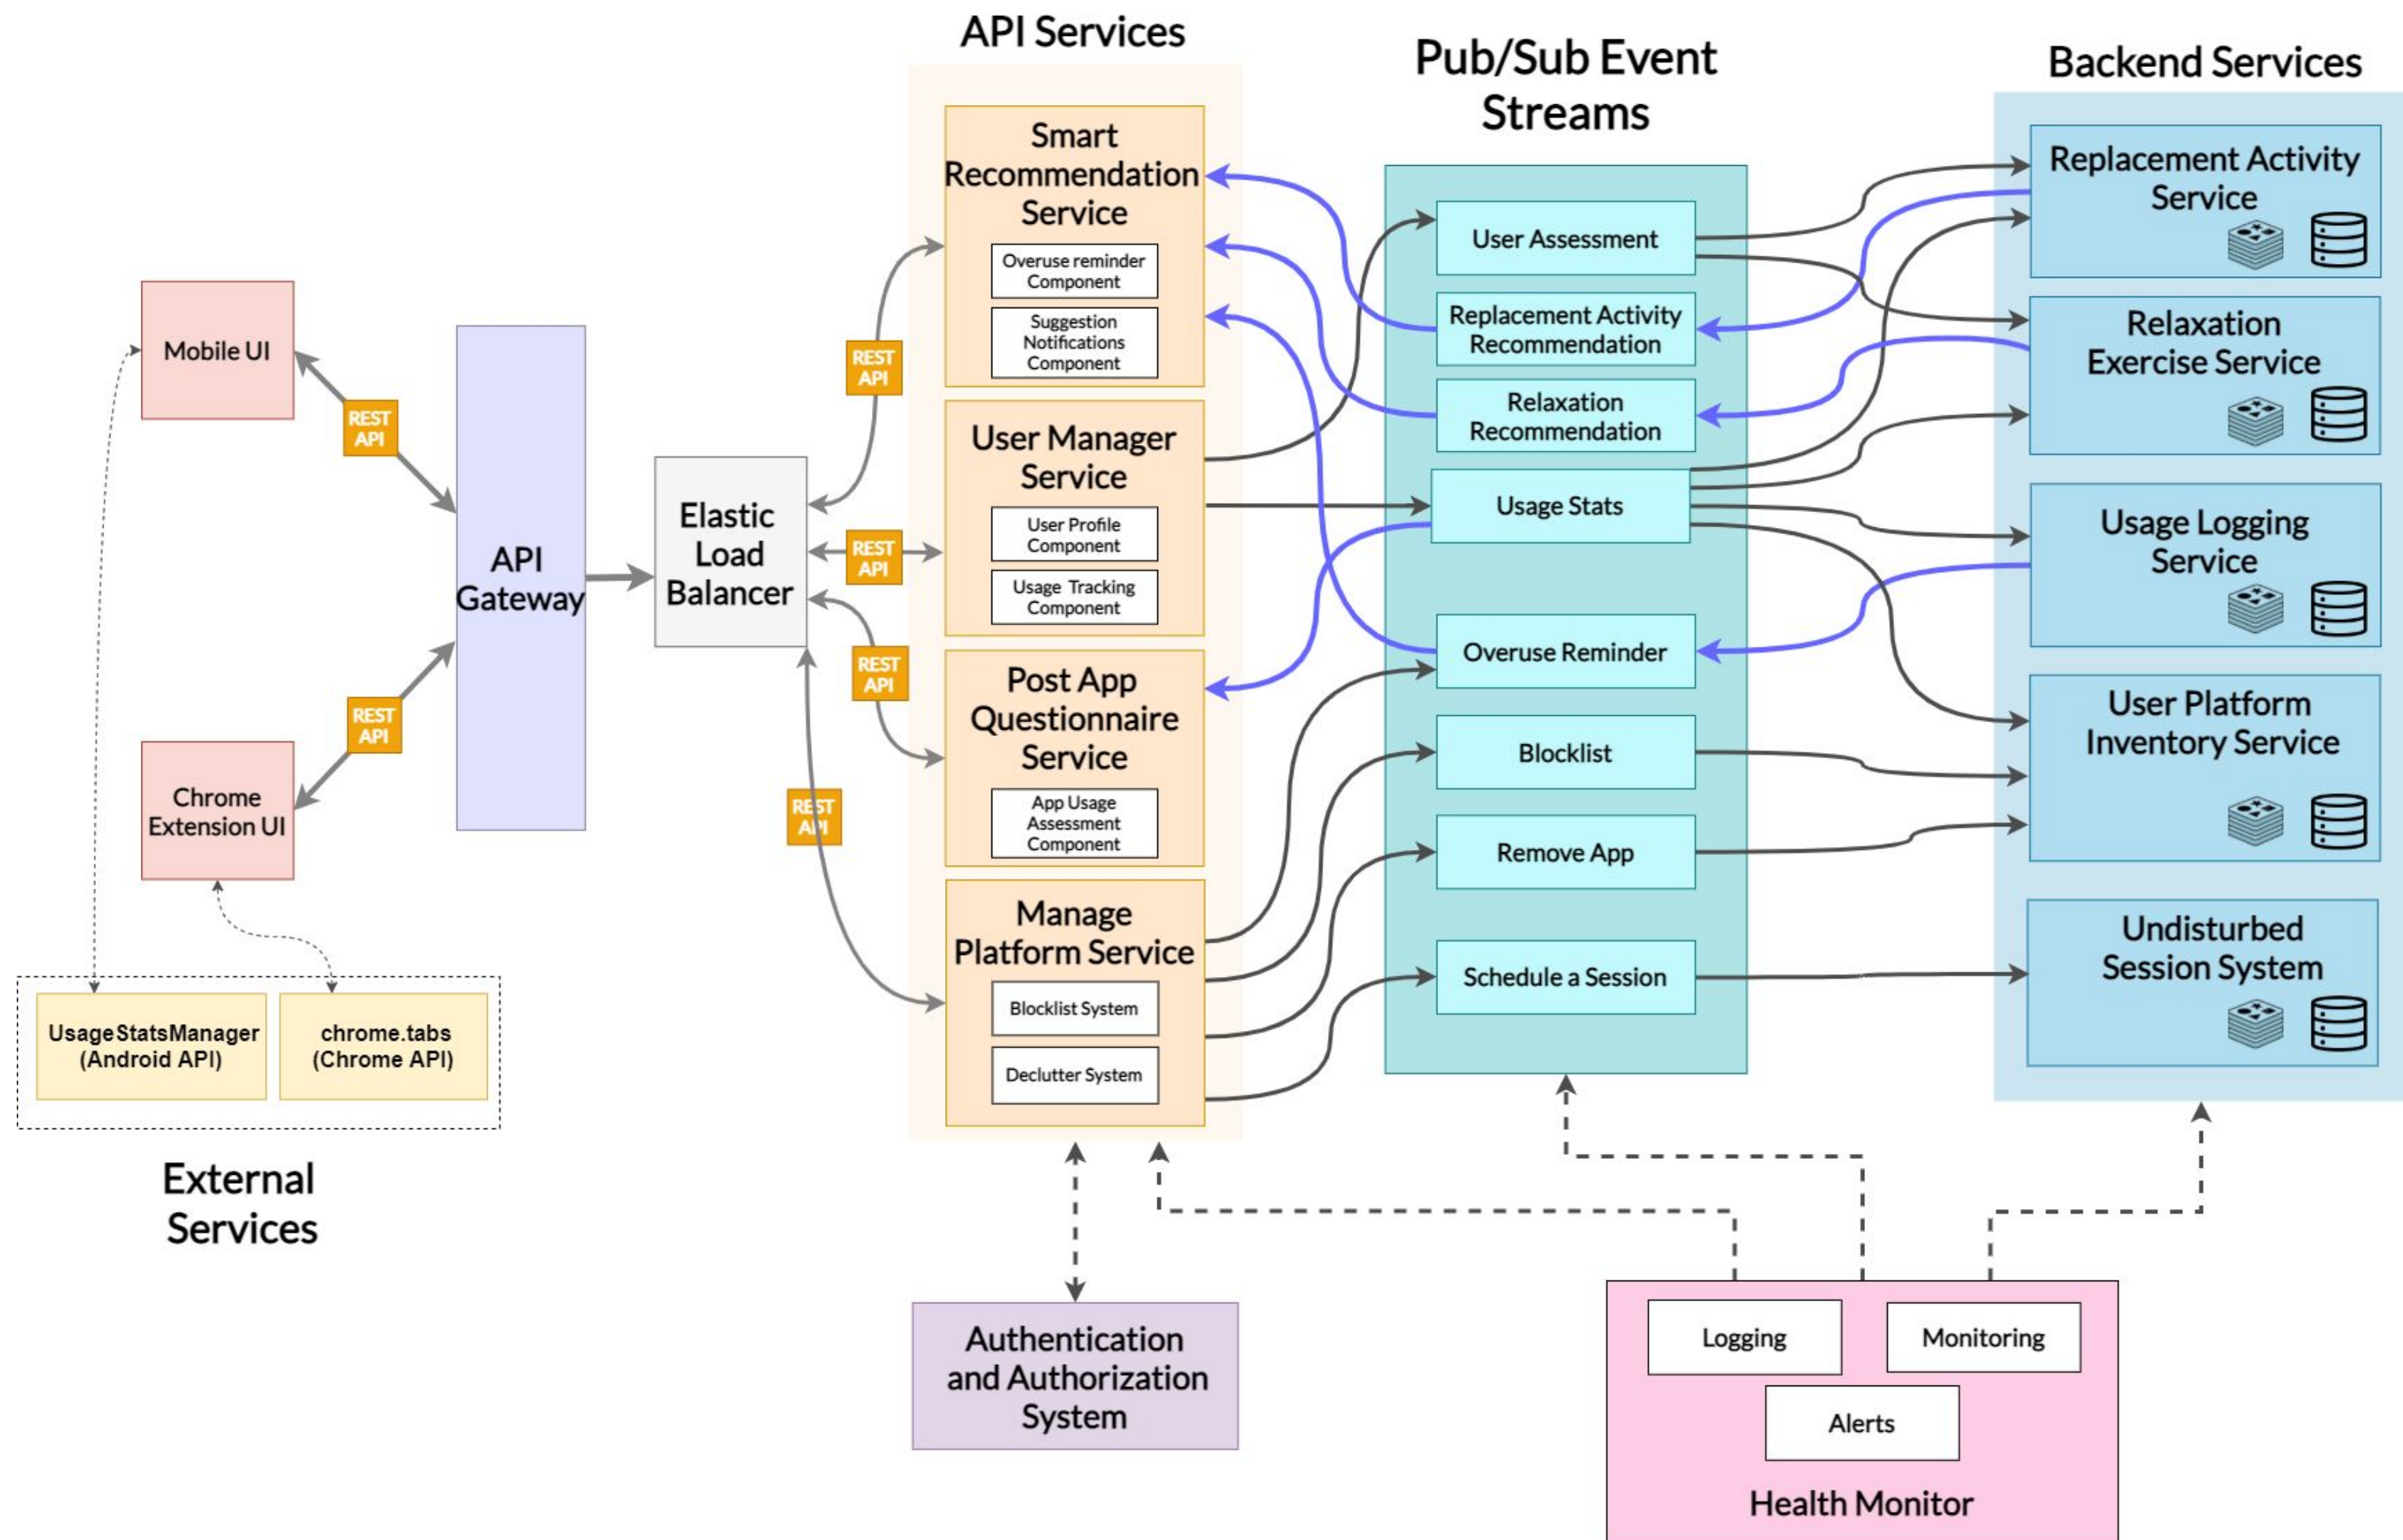 API Services
Pub/Sub Event
Streams
Backend Services
Mobile UI
REST
API
Chrome
Extension UI
REST
API
UsageStatsManager
(Android API)
chrome.tabs
(Chrome API)
External
Services
API
Gateway
Elastic
Load
Balancer
REST
API
REST
API
REST
API
REST
API
Smart
Recommendation
Service
Overuse reminder
Component
Suggestion
Notifications
Component
User Manager
Service
User Profile
Component
Usage Tracking
Component
Post App
Questionnaire
Service
App Usage
Assessment
Component
Manage
Platform Service
Blocklist System
Declutter System
User Assessment
Replacement Activity
Recommendation
Relaxation
Recommendation
Usage Stats
Overuse Reminder
Blocklist
Remove App
Schedule a Session
Replacement Activity
Service
Relaxation
Exercise Service
Usage Logging
Service
User Platform
Inventory Service
Undisturbed
Session System
Authentication
and Authorization
System
Logging
Monitoring
Alerts
Health Monitor